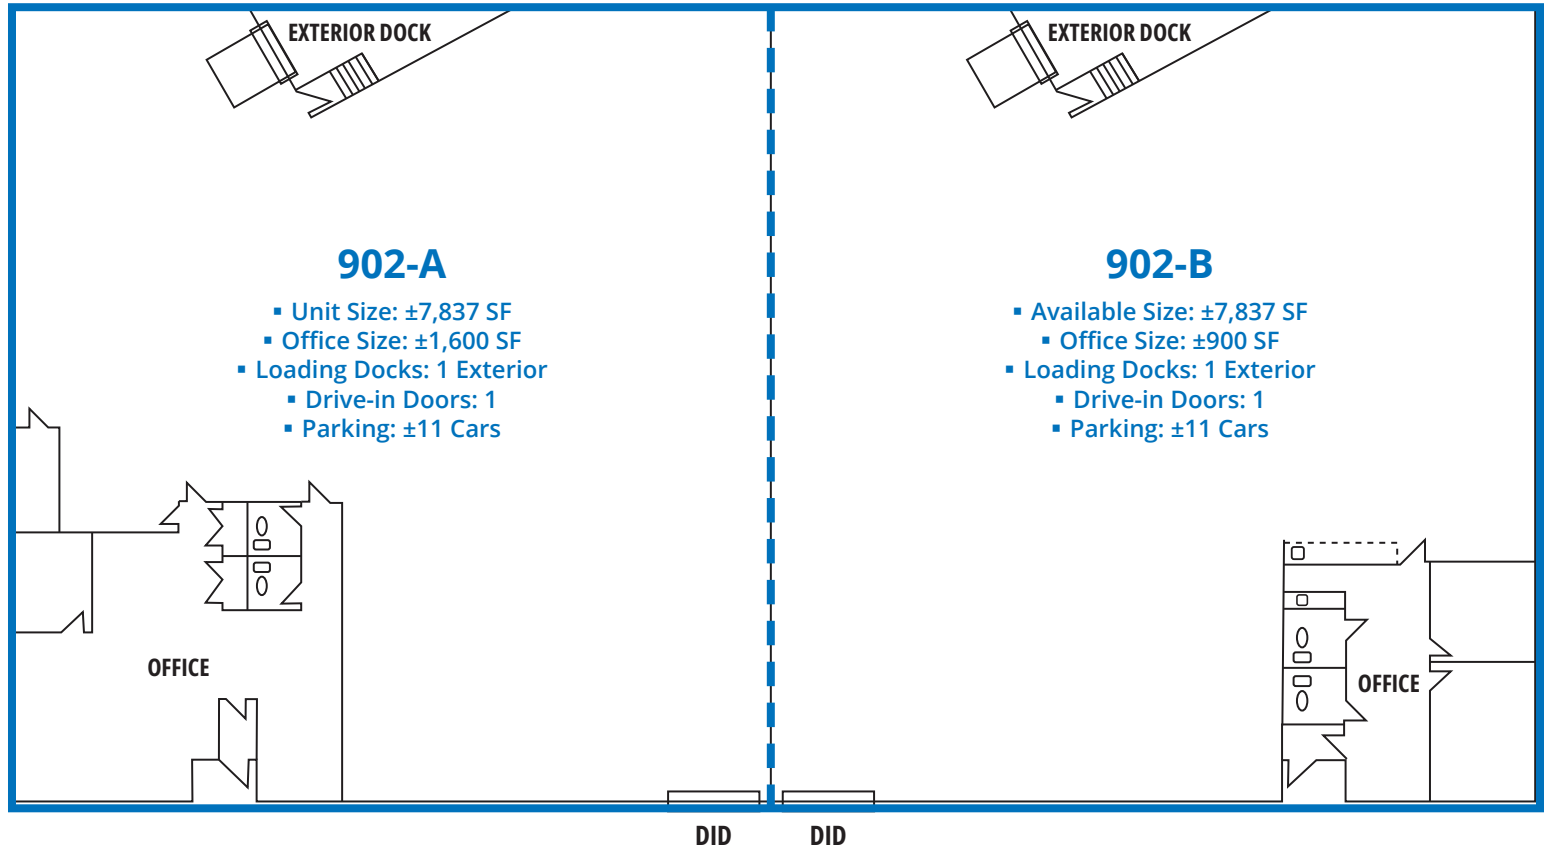 EXTERIOR DOCK
902-A
▪ Unit Size: ±7,837 SF
▪ Office Size: ±1,600 SF
▪ Loading Docks: 1 Exterior
▪ Drive-in Doors: 1
▪ Parking: ±11 Cars
OFFICE
DID
EXTERIOR DOCK
902-B
▪ Available Size: ±7,837 SF
▪ Office Size: ±900 SF
▪ Loading Docks: 1 Exterior
▪ Drive-in Doors: 1
▪ Parking: ±11 Cars
OFFICE
DID